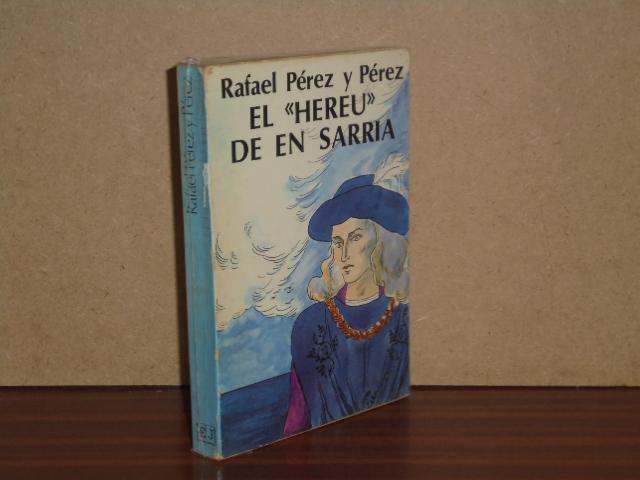 Rafael Pérez y Pérez
EL «HEREU»
DE EN SARRIA
Rafael Pérez y Pérez